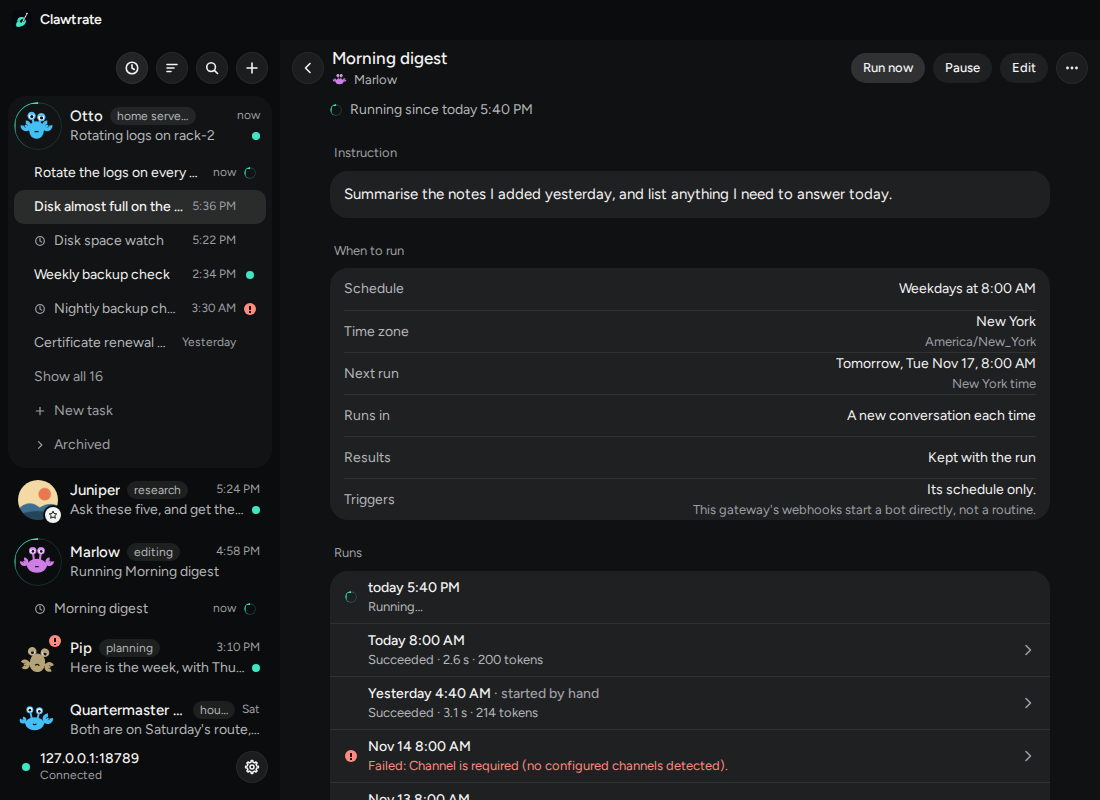 Clawtrate
Otto home serve... now
Rotating logs on rack-2
Rotate the logs on every ... now
Disk almost full on the ... 5:36 PM
Disk space watch 5:22 PM
Weekly backup check 2:34 PM
Nightly backup ch... 3:30 AM
Certificate renewal ... Yesterday
Show all 16
New task
Archived
Juniper research 5:24 PM
Ask these five, and get the...
Marlow editing 4:58 PM
Running Morning digest
Morning digest now
Pip planning 3:10 PM
Here is the week, with Thu...
Quartermaster ... hou... Sat
Both are on Saturday's route,...
127.0.0.1:18789
Connected
Morning digest
Marlow
Run now Pause Edit
Running since today 5:40 PM
Instruction
Summarise the notes I added yesterday, and list anything I need to answer today.
When to run
Schedule Weekdays at 8:00 AM
Time zone New York
America/New_York
Next run Tomorrow, Tue Nov 17, 8:00 AM
New York time
Runs in A new conversation each time
Results Kept with the run
Triggers Its schedule only.
This gateway's webhooks start a bot directly, not a routine.
Runs
today 5:40 PM
Running...
Today 8:00 AM
Succeeded · 2.6 s · 200 tokens
Yesterday 4:40 AM · started by hand
Succeeded · 3.1 s · 214 tokens
Nov 14 8:00 AM
Failed: Channel is required (no configured channels detected).
Nov 13 8:00 AM